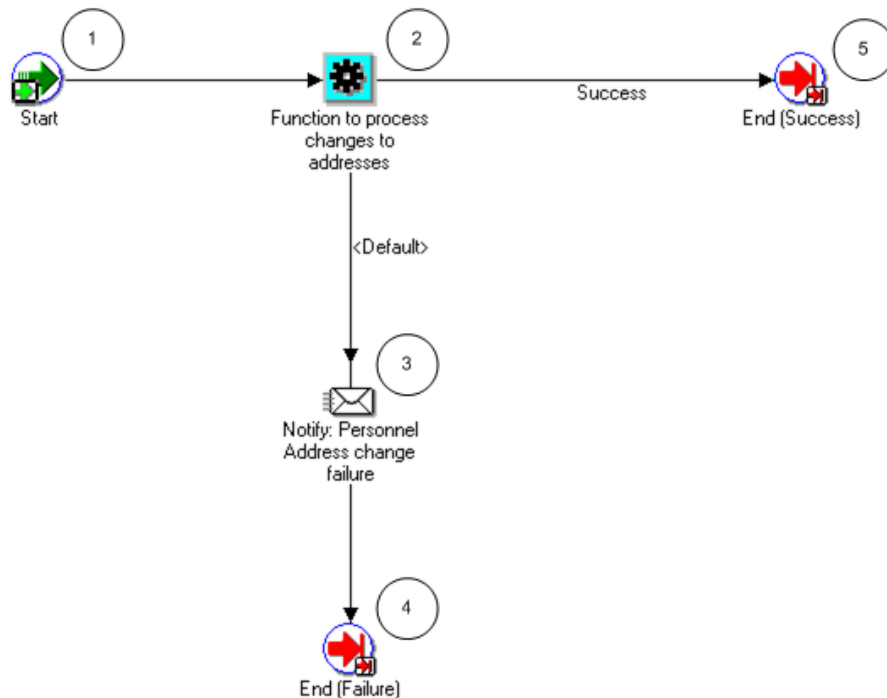 1
2
5
Start
Success
Function to process
changes to
addresses
End (Success)
<Default>
3
Notify: Personnel
Address change
failure
4
End (Failure)